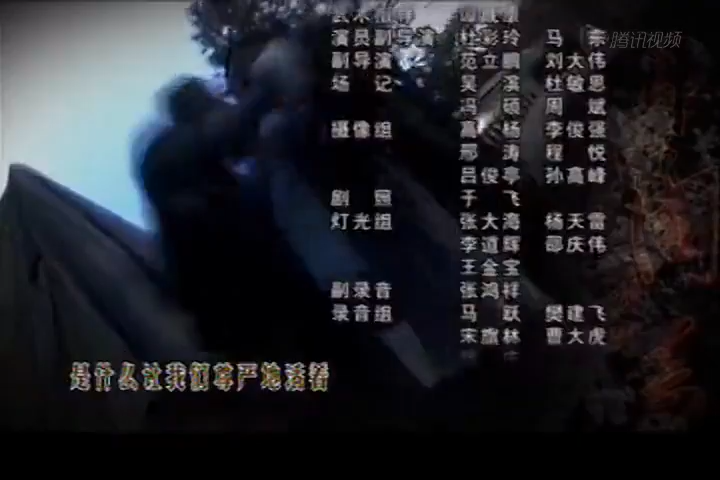 腾讯视频
演员副导演 杜彩玲 马东
副导演 范立鹏 刘大伟
场记 吴滨 杜敏思
冯硕 周斌
摄像组 高杨 李俊强
邢涛 程悦
吕俊亭 孙高峰
剧照 于飞
灯光组 张大海 杨天雷
李道辉 邵庆伟
王金宝
副录音 张鸿祥
录音组 马跃 樊建飞
宋旗林 曹大虎
是什么让我们尊严地活着